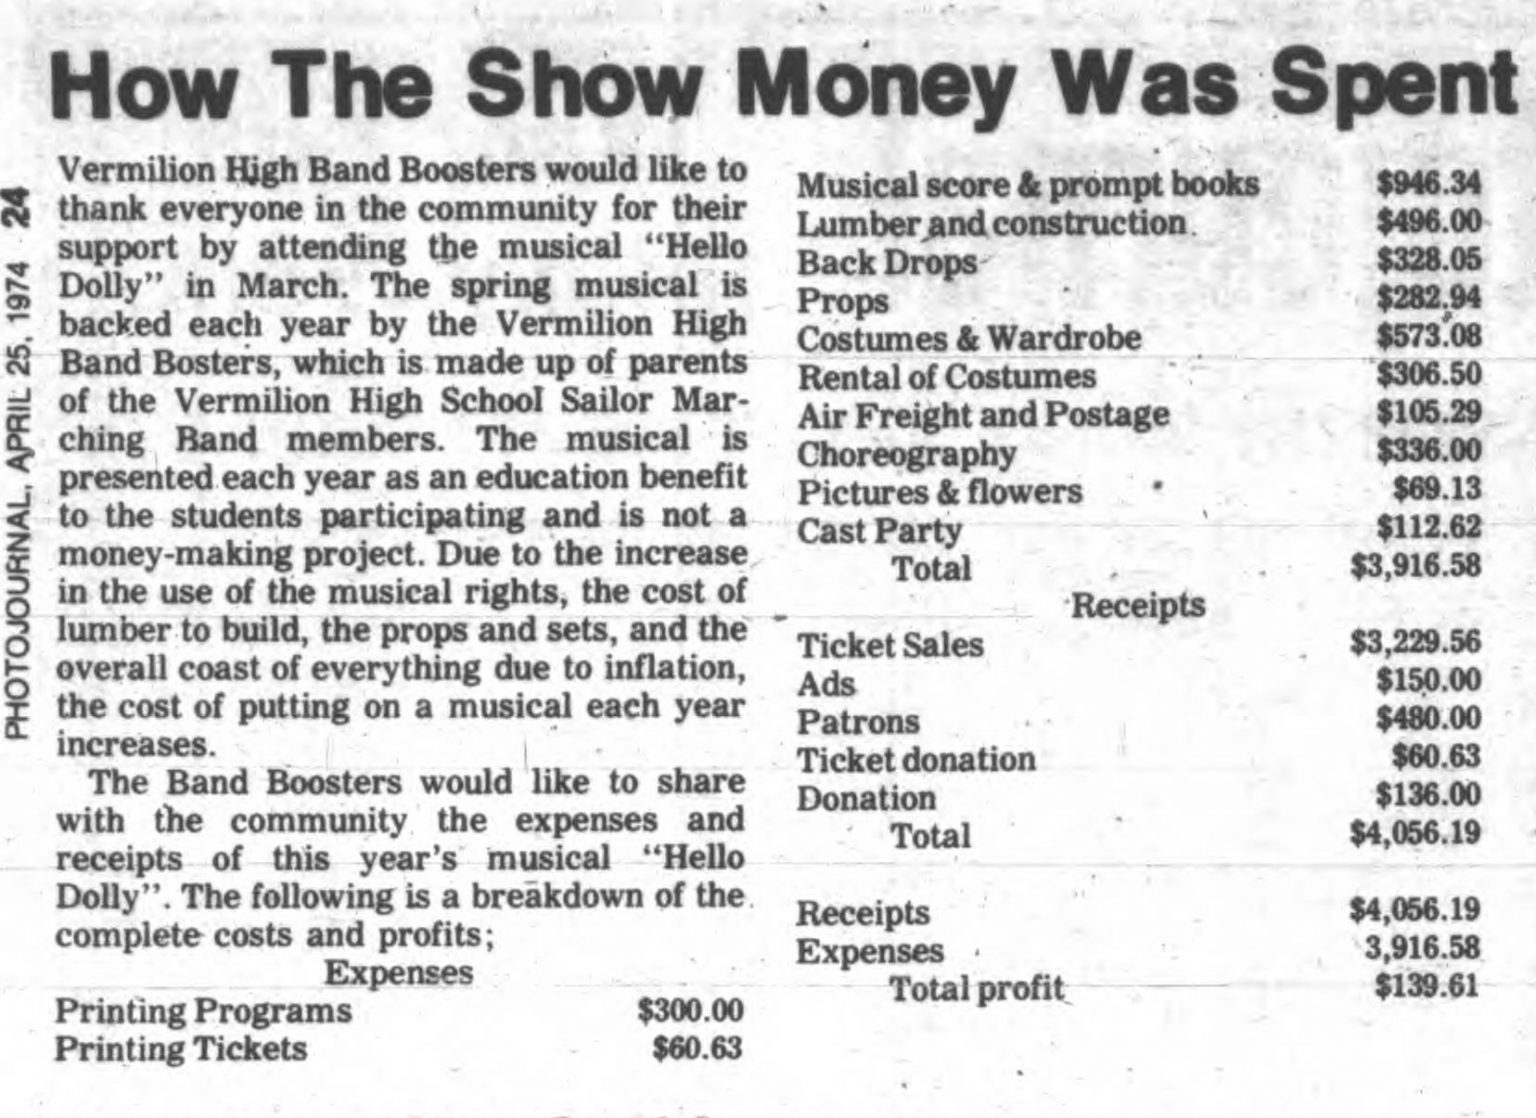 How The Show Money Was Spent
PHOTOJOURNAL, APRIL 25, 1974 24
Vermilion High Band Boosters would like to
thank everyone in the community for their
support by attending the musical "Hello
Dolly" in March. The spring musical is
backed each year by the Vermilion High
Band Bosters, which is made up of parents
of the Vermilion High School Sailor Mar-
ching Band members. The musical is
presented each year as an education benefit
to the students participating and is not a
money-making project. Due to the increase
in the use of the musical rights, the cost of
lumber to build, the props and sets, and the
overall coast of everything due to inflation,
the cost of putting on a musical each year
increases.
The Band Boosters would like to share
with the community the expenses and
receipts of this year's musical "Hello
Dolly". The following is a breakdown of the
complete costs and profits;
Expenses
Printing Programs $300.00
Printing Tickets $60.63
Musical score & prompt books $946.34
Lumber and construction $496.00
Back Drops $328.05
Props $282.94
Costumes & Wardrobe $573.08
Rental of Costumes $306.50
Air Freight and Postage $105.29
Choreography $336.00
Pictures & flowers $69.13
Cast Party $112.62
Total $3,916.58
Receipts
Ticket Sales $3,229.56
Ads $150.00
Patrons $480.00
Ticket donation $60.63
Donation $136.00
Total $4,056.19
Receipts $4,056.19
Expenses 3,916.58
Total profit $139.61